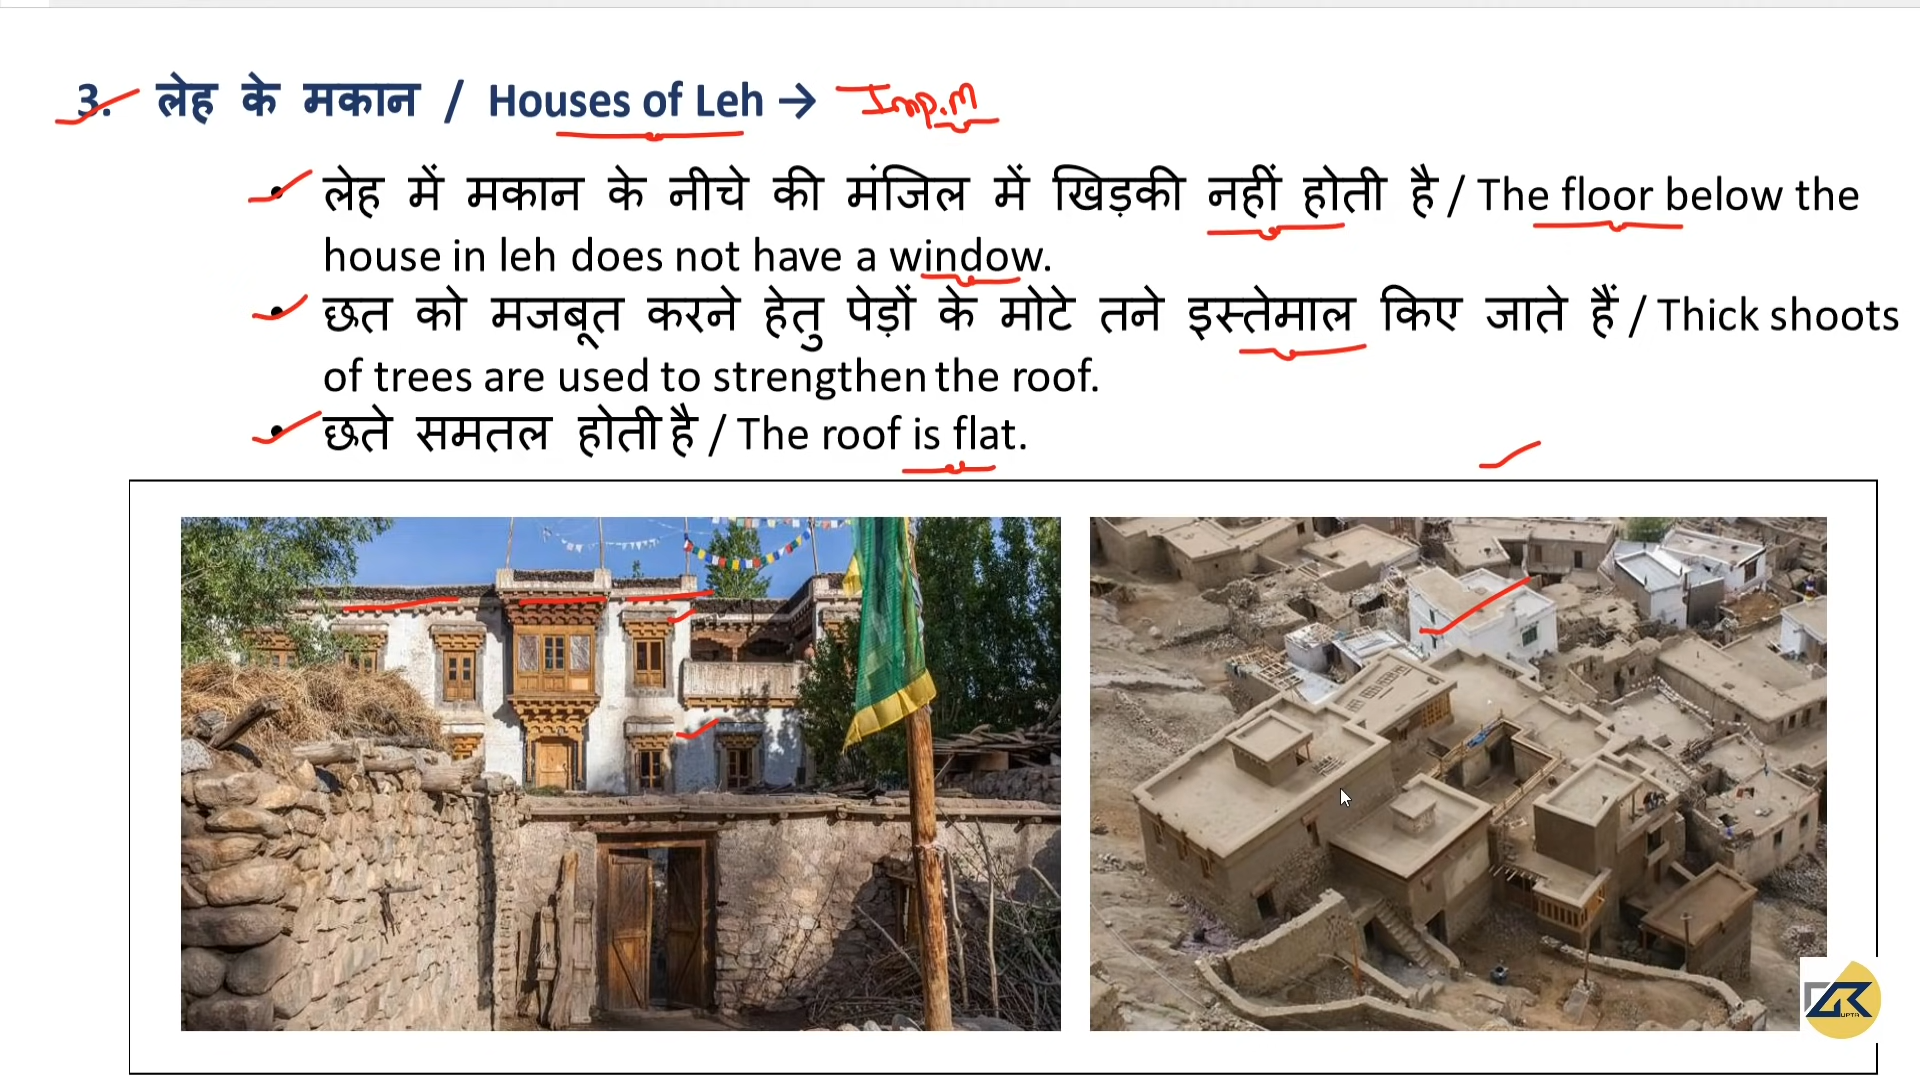 3. लेह के मकान / Houses of Leh → Imp.M
• लेह में मकान के नीचे की मंजिल में खिड़की नहीं होती है / The floor below the
house in leh does not have a window.
• छत को मजबूत करने हेतु पेड़ों के मोटे तने इस्तेमाल किए जाते हैं / Thick shoots
of trees are used to strengthen the roof.
• छते समतल होती है / The roof is flat.
UPTA